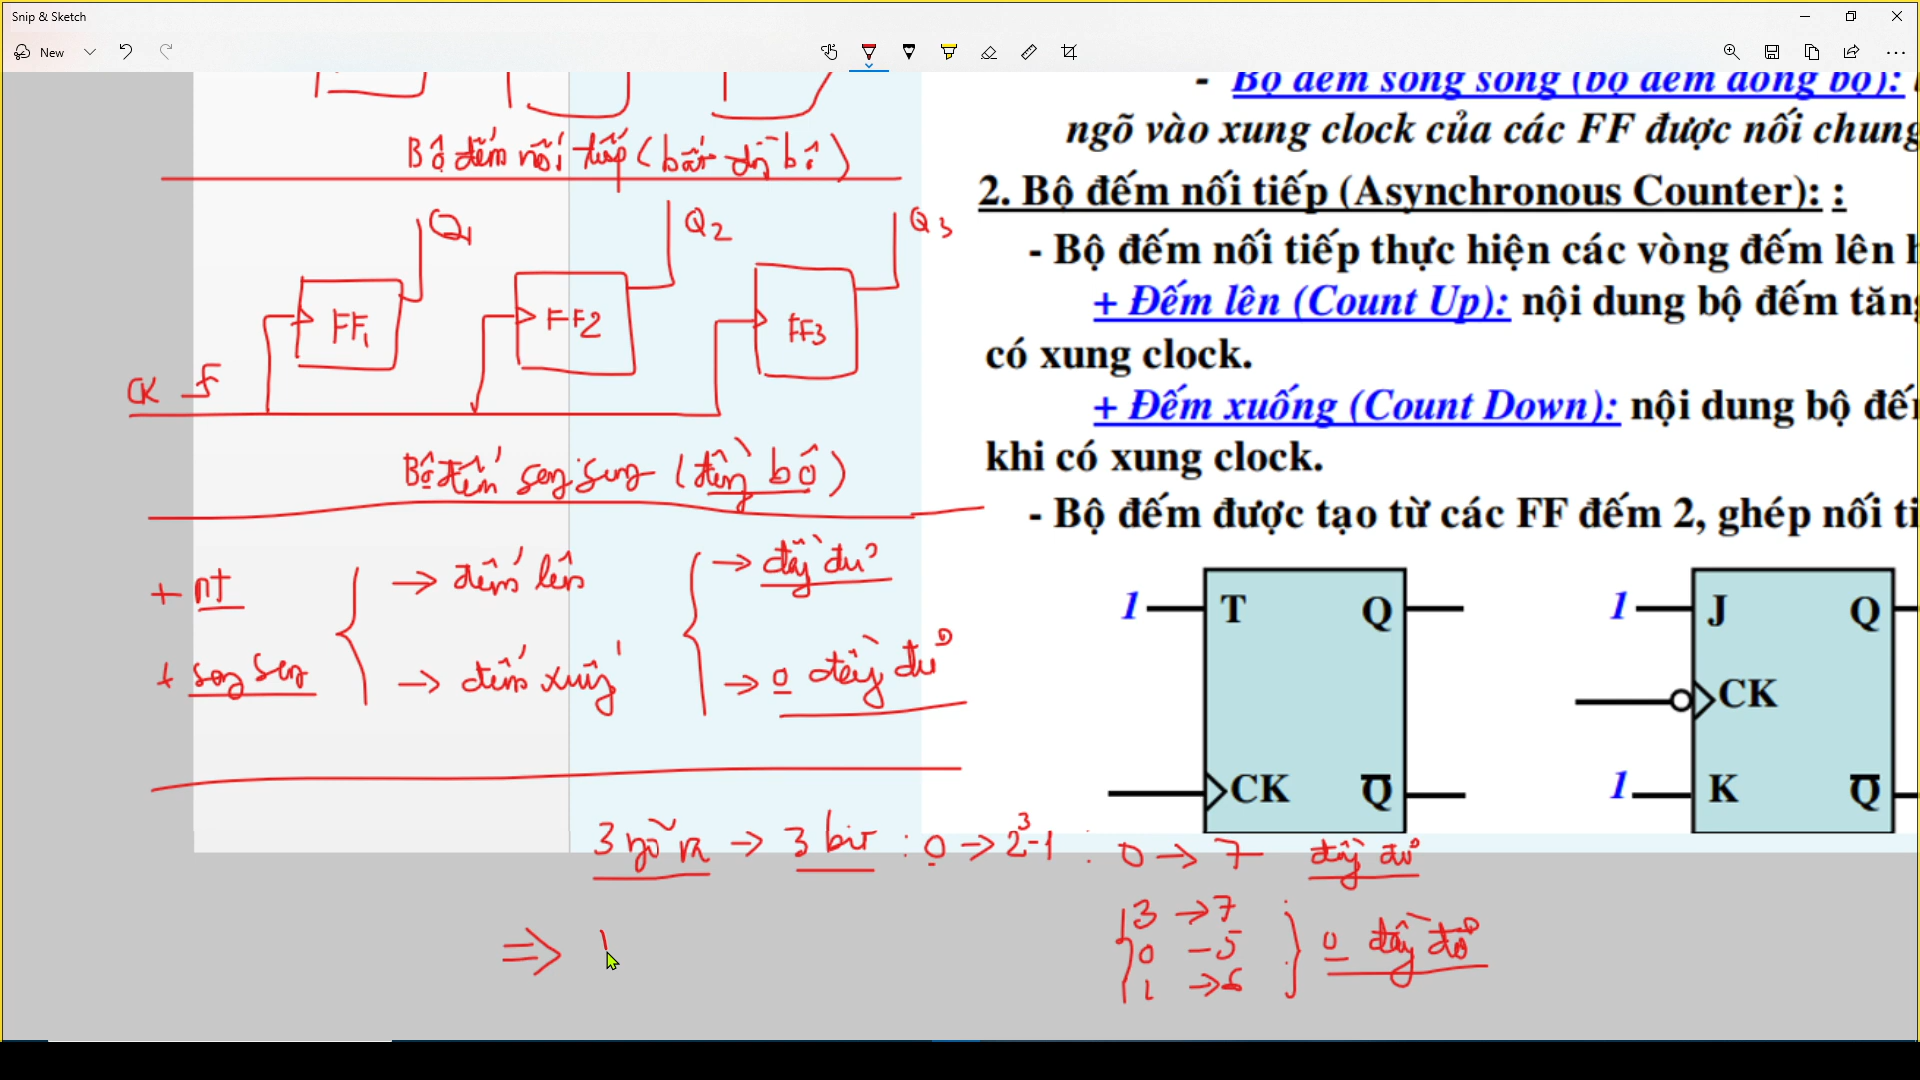 Snip & Sketch
New
Bộ đếm nối tiếp (bất đồng bộ)
Q1
Q2
Q3
FF1
FF2
FF3
CK
Bộ đếm song song (đồng bộ)
+ nt
+ song song
→ đếm lên
→ đếm xuống
→ đầy đủ
→ 0 đầy đủ
3 ngõ ra → 3 bit : 0 → 2^3-1 : 0 → 7 đầy đủ
3 → 7
0 - 5
1 → 6
0 đầy đủ
⇒
- Bộ đếm song song (bộ đếm đồng bộ):
ngõ vào xung clock của các FF được nối chung
2. Bộ đếm nối tiếp (Asynchronous Counter): :
- Bộ đếm nối tiếp thực hiện các vòng đếm lên
+ Đếm lên (Count Up): nội dung bộ đếm tăng
có xung clock.
+ Đếm xuống (Count Down): nội dung bộ đếm
khi có xung clock.
- Bộ đếm được tạo từ các FF đếm 2, ghép nối
1 T Q
CK Q
1 J Q
CK
1 K Q